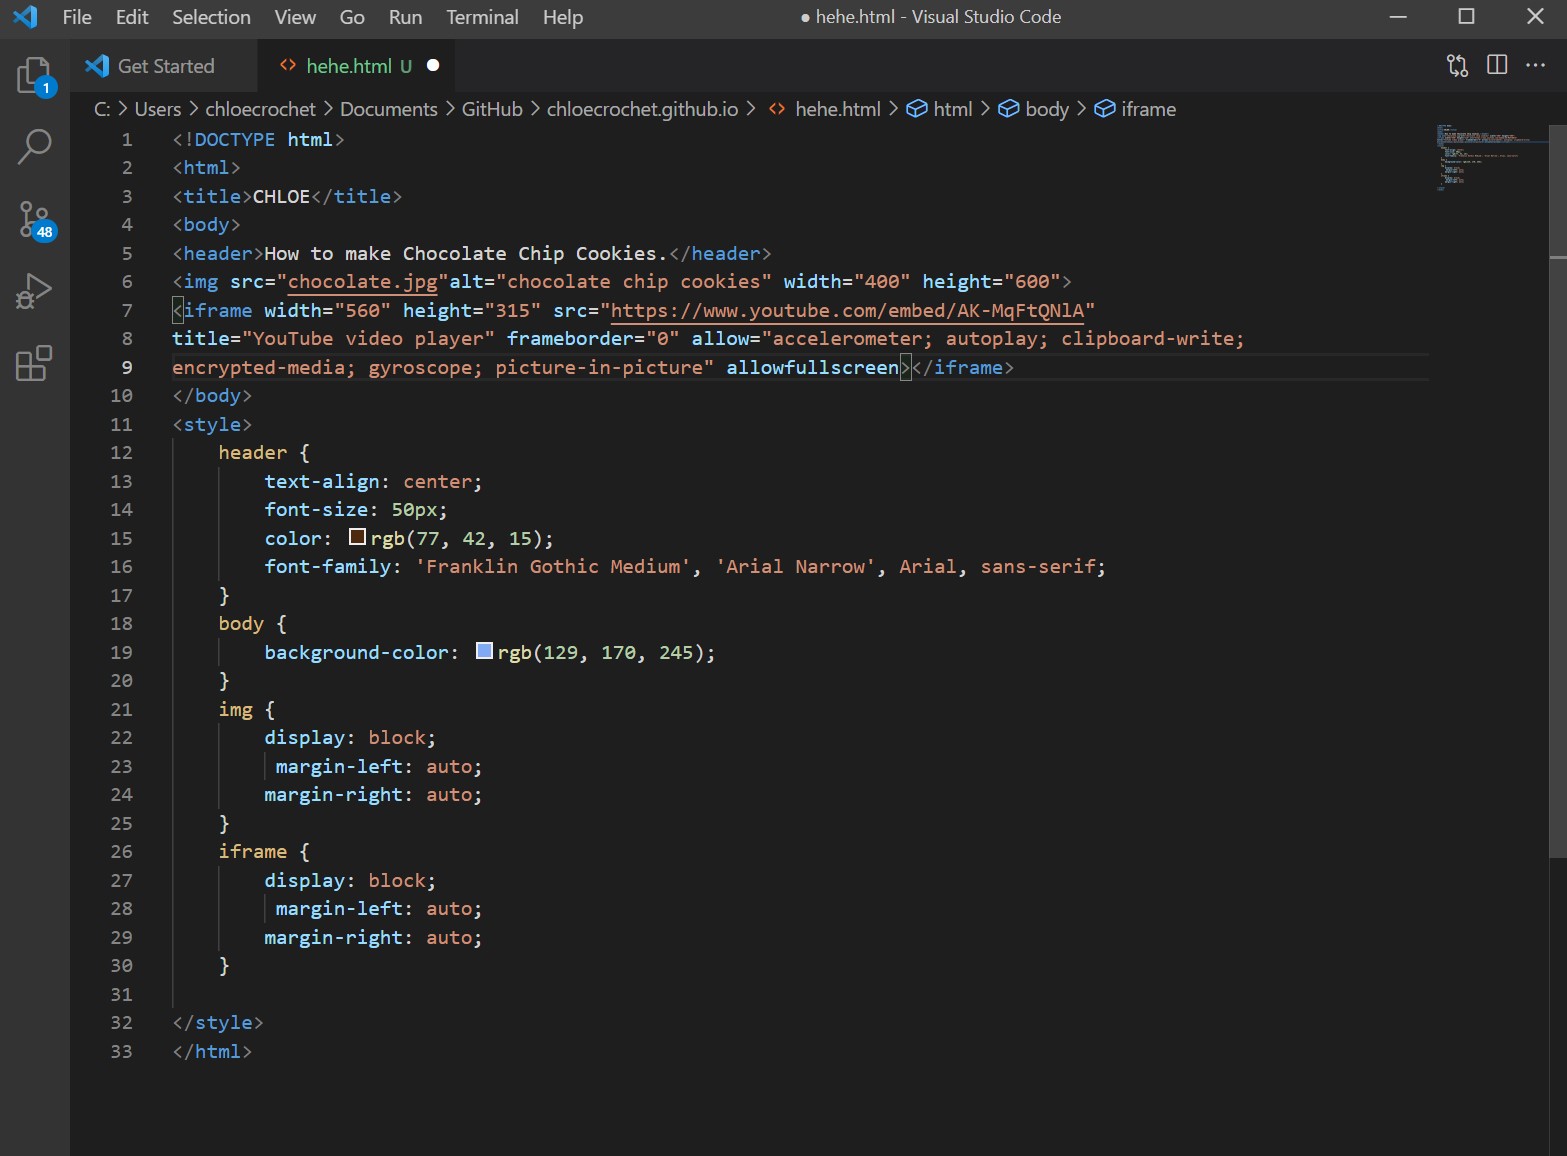 File Edit Selection View Go Run Terminal Help ● hehe.html - Visual Studio Code
Get Started hehe.html U
C: > Users > chloecrochet > Documents > GitHub > chloecrochet.github.io > hehe.html > html > body > iframe
1
48
1 <!DOCTYPE html>
2 <html>
3 <title>CHLOE</title>
4 <body>
5 <header>How to make Chocolate Chip Cookies.</header>
6 <img src="chocolate.jpg"alt="chocolate chip cookies" width="400" height="600">
7 <iframe width="560" height="315" src="https://www.youtube.com/embed/AK-MqFtQNlA"
8 title="YouTube video player" frameborder="0" allow="accelerometer; autoplay; clipboard-write;
9 encrypted-media; gyroscope; picture-in-picture" allowfullscreen></iframe>
10 </body>
11 <style>
12     header {
13         text-align: center;
14         font-size: 50px;
15         color: rgb(77, 42, 15);
16         font-family: 'Franklin Gothic Medium', 'Arial Narrow', Arial, sans-serif;
17     }
18     body {
19         background-color: rgb(129, 170, 245);
20     }
21     img {
22         display: block;
23          margin-left: auto;
24         margin-right: auto;
25     }
26     iframe {
27         display: block;
28          margin-left: auto;
29         margin-right: auto;
30     }
31
32 </style>
33 </html>